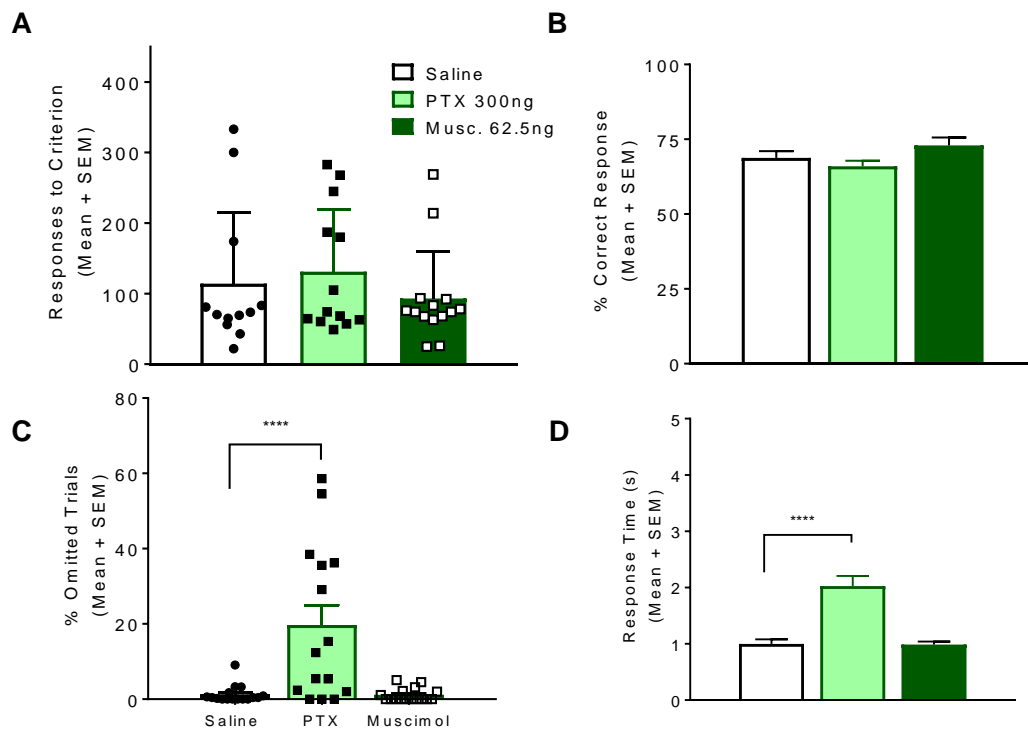 A
Responses to Criterion
(Mean + SEM)
400
300
200
100
0
Saline
PTX 300ng
Musc. 62.5ng
B
% Correct Response
(Mean + SEM)
100
75
50
25
0
C
% Omitted Trials
(Mean + SEM)
80
60
40
20
0
****
Saline PTX Muscimol
D
Response Time (s)
(Mean + SEM)
5
4
3
2
1
0
****